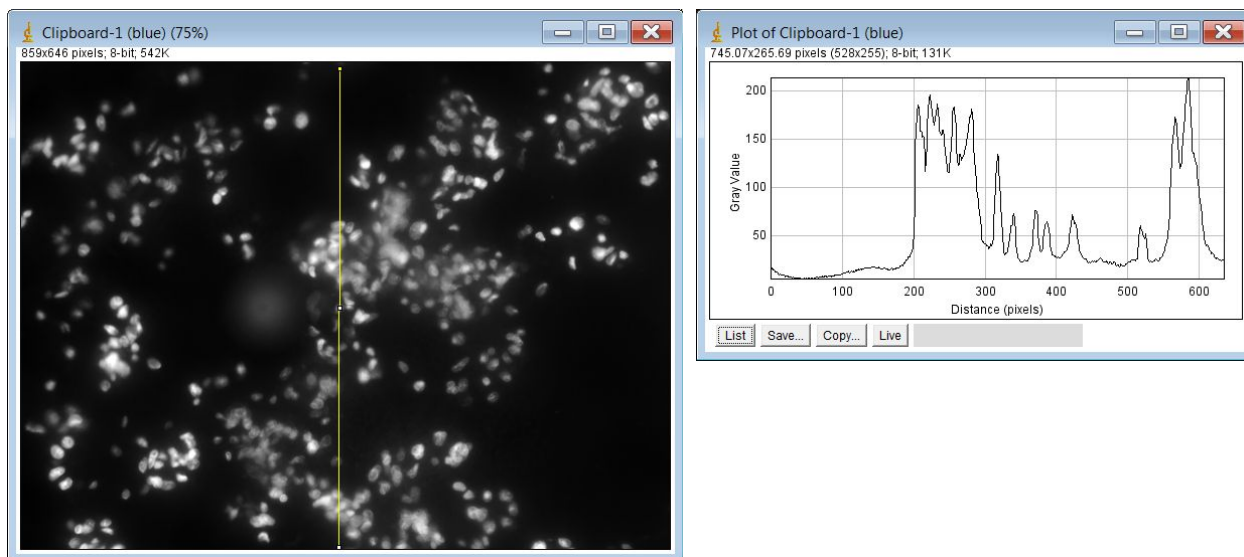 Clipboard-1 (blue) (75%)
859x646 pixels; 8-bit; 542K
Plot of Clipboard-1 (blue)
745.07x265.69 pixels (528x255); 8-bit; 131K
200
150
100
50
Gray Value
0 100 200 300 400 500 600
Distance (pixels)
List Save... Copy... Live